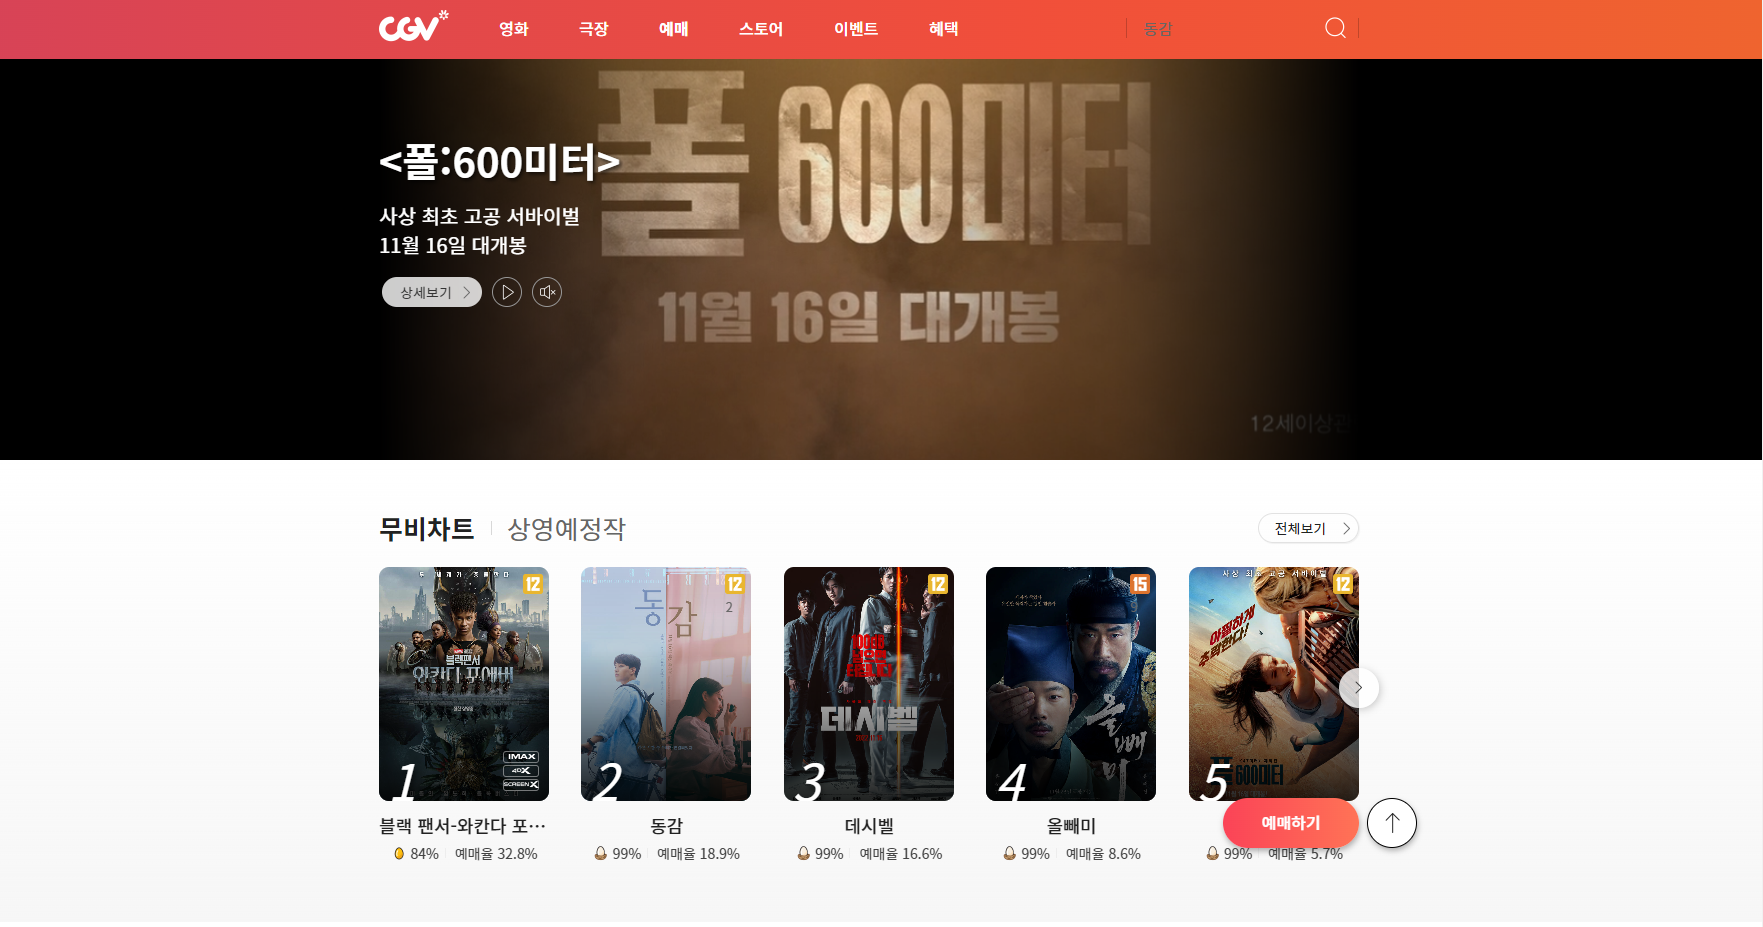 CGV
영화
극장
예매
스토어
이벤트
혜택
동감
폴 600미터
<폴:600미터>
사상 최초 고공 서바이벌
11월 16일 대개봉
11월 16일 대개봉
상세보기
12세이상관
무비차트
상영예정작
전체보기
12
블랙팬서
와칸다 포에버
IMAX
4DX
SCREENX
1
블랙 팬서-와칸다 포…
84%
예매율 32.8%
12
동감
2
2
동감
99%
예매율 18.9%
12
데시벨
3
데시벨
99%
예매율 16.6%
15
올빼미
4
올빼미
99%
예매율 8.6%
사상 최초 고공 서바이벌
12
아찔하게
추락한다!
폴 600미터
5
99%
예매율 5.7%
예매하기